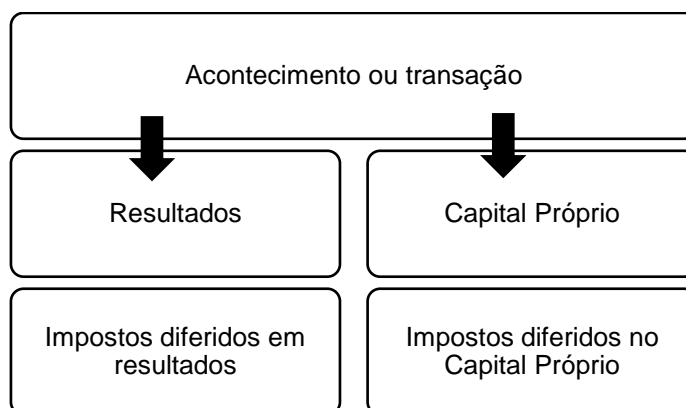 Acontecimento ou transação
Resultados
Capital Próprio
Impostos diferidos em
resultados
Impostos diferidos no
Capital Próprio